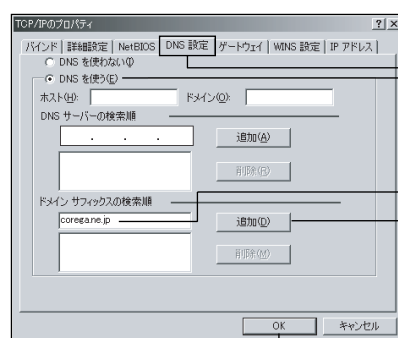 TCP/IPのプロパティ
バインド 詳細設定 NetBIOS DNS 設定 ゲートウェイ WINS 設定 IP アドレス
DNS を使わない(I)
DNS を使う(E)
ホスト(H): ドメイン(O):
DNS サーバーの検索順
. . . 追加(A)
削除(R)
ドメイン サフィックスの検索順
corega.ne.jp 追加(D)
削除(M)
OK キャンセル